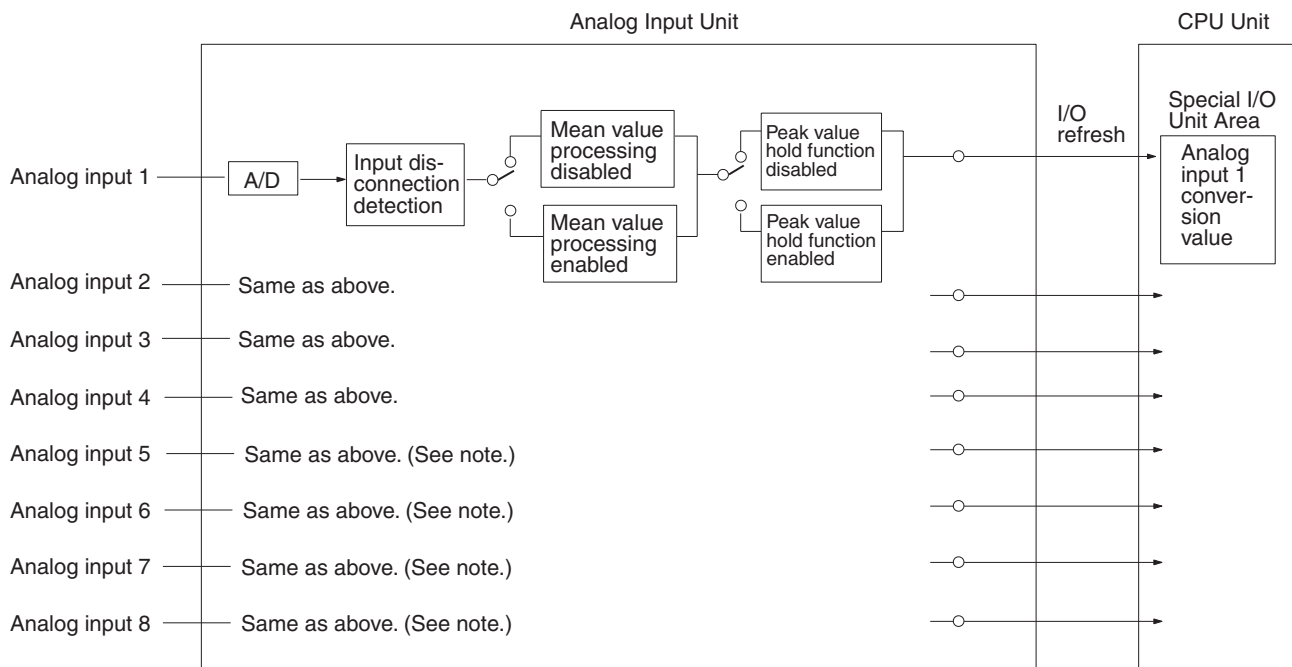 Analog Input Unit
CPU Unit
I/O
refresh
Special I/O
Unit Area
Analog input 1
A/D
Input dis-
connection
detection
Mean value
processing
disabled
Mean value
processing
enabled
Peak value
hold function
disabled
Peak value
hold function
enabled
Analog
input 1
conver-
sion
value
Analog input 2
Same as above.
Analog input 3
Same as above.
Analog input 4
Same as above.
Analog input 5
Same as above. (See note.)
Analog input 6
Same as above. (See note.)
Analog input 7
Same as above. (See note.)
Analog input 8
Same as above. (See note.)